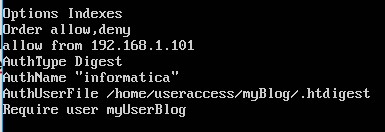 Options Indexes
Order allow,deny
allow from 192.168.1.101
AuthType Digest
AuthName "informatica"
AuthUserFile /home/useraccess/myBlog/.htdigest
Require user myUserBlog